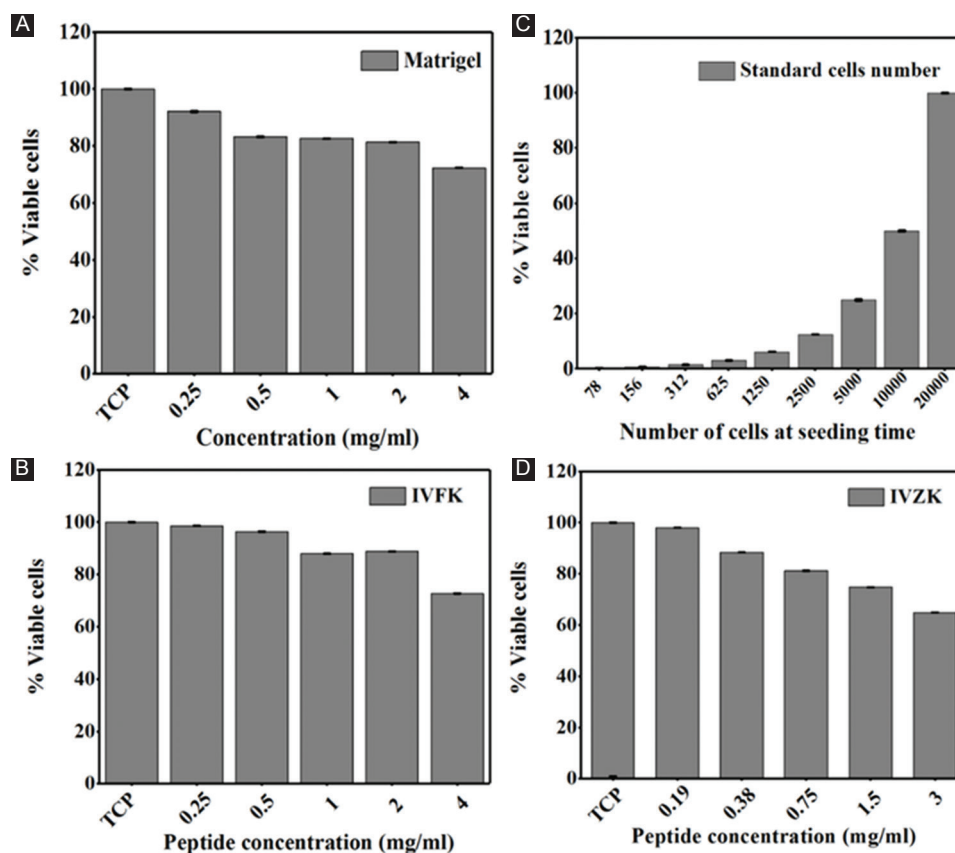 A
% Viable cells
120
100
80
60
40
20
0
Matrigel
TCP 0.25 0.5 1 2 4
Concentration (mg/ml)
C
% Viable cells
120
100
80
60
40
20
0
Standard cells number
78 156 312 625 1250 2500 5000 10000 20000
Number of cells at seeding time
B
% Viable cells
120
100
80
60
40
20
0
IVFK
TCP 0.25 0.5 1 2 4
Peptide concentration (mg/ml)
D
% Viable cells
120
100
80
60
40
20
0
IVZK
TCP 0.19 0.38 0.75 1.5 3
Peptide concentration (mg/ml)